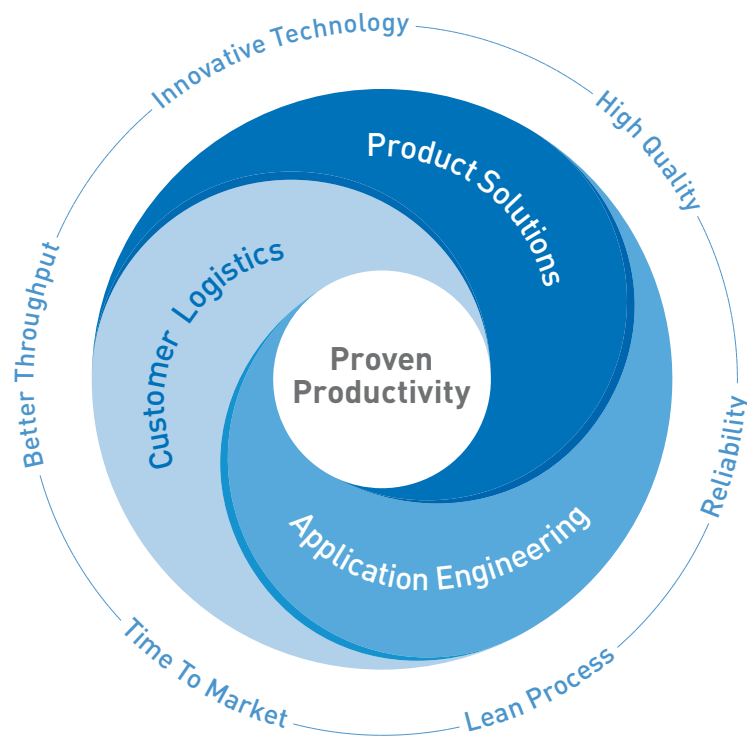 Innovative Technology
High Quality
Reliability
Lean Process
Time To Market
Better Throughput
Product Solutions
Application Engineering
Customer Logistics
Proven
Productivity